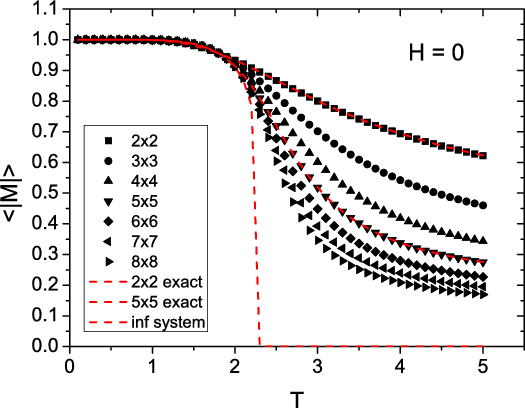 1.1
1.0
0.9
0.8
0.7
0.6
0.5
0.4
0.3
0.2
0.1
0.0
<|M|>
H = 0
2x2
3x3
4x4
5x5
6x6
7x7
8x8
2x2 exact
5x5 exact
inf system
0 1 2 3 4 5
T